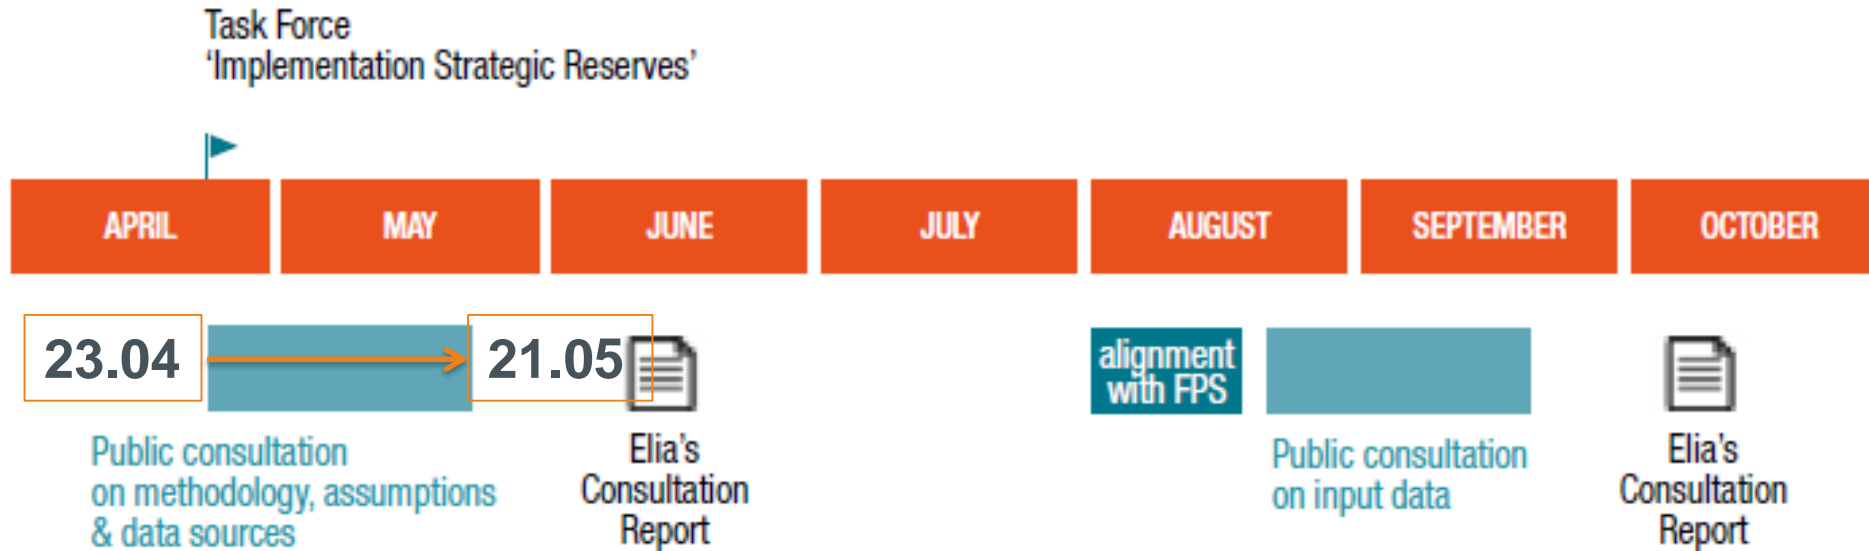 Task Force
‘Implementation Strategic Reserves’
APRIL
MAY
JUNE
JULY
AUGUST
SEPTEMBER
OCTOBER
23.04
21.05
alignment
with FPS
Public consultation
on methodology, assumptions
& data sources
Elia’s
Consultation
Report
Public consultation
on input data
Elia’s
Consultation
Report